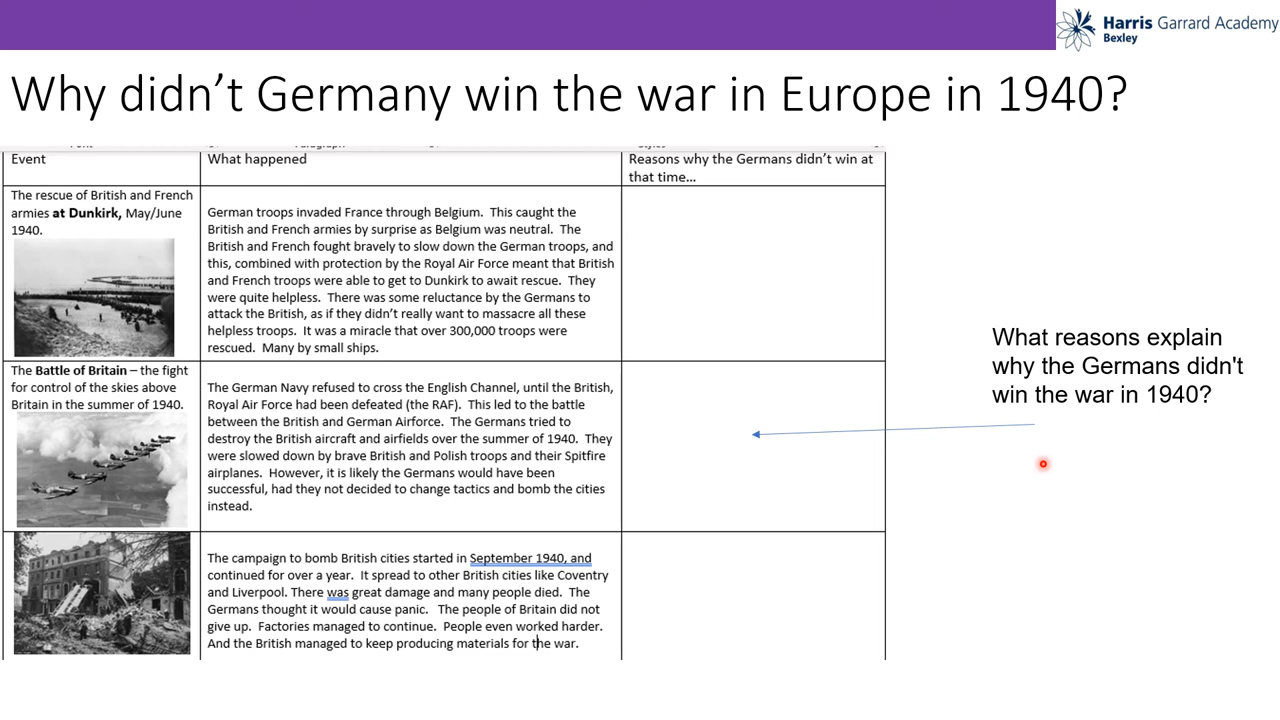 Harris Garrard Academy
Bexley
Why didn't Germany win the war in Europe in 1940?
Event
What happened
Reasons why the Germans didn't win at
that time...
The rescue of British and French
armies at Dunkirk, May/June
1940.
German troops invaded France through Belgium. This caught the
British and French armies by surprise as Belgium was neutral. The
British and French fought bravely to slow down the German troops, and
this, combined with protection by the Royal Air Force meant that British
and French troops were able to get to Dunkirk to await rescue. They
were quite helpless. There was some reluctance by the Germans to
attack the British, as if they didn't really want to massacre all these
helpless troops. It was a miracle that over 300,000 troops were
rescued. Many by small ships.
The Battle of Britain – the fight
for control of the skies above
Britain in the summer of 1940.
The German Navy refused to cross the English Channel, until the British,
Royal Air Force had been defeated (the RAF). This led to the battle
between the British and German Airforce. The Germans tried to
destroy the British aircraft and airfields over the summer of 1940. They
were slowed down by brave British and Polish troops and their Spitfire
airplanes. However, it is likely the Germans would have been
successful, had they not decided to change tactics and bomb the cities
instead.
The campaign to bomb British cities started in September 1940, and
continued for over a year. It spread to other British cities like Coventry
and Liverpool. There was great damage and many people died. The
Germans thought it would cause panic. The people of Britain did not
give up. Factories managed to continue. People even worked harder.
And the British managed to keep producing materials for the war.
What reasons explain
why the Germans didn't
win the war in 1940?